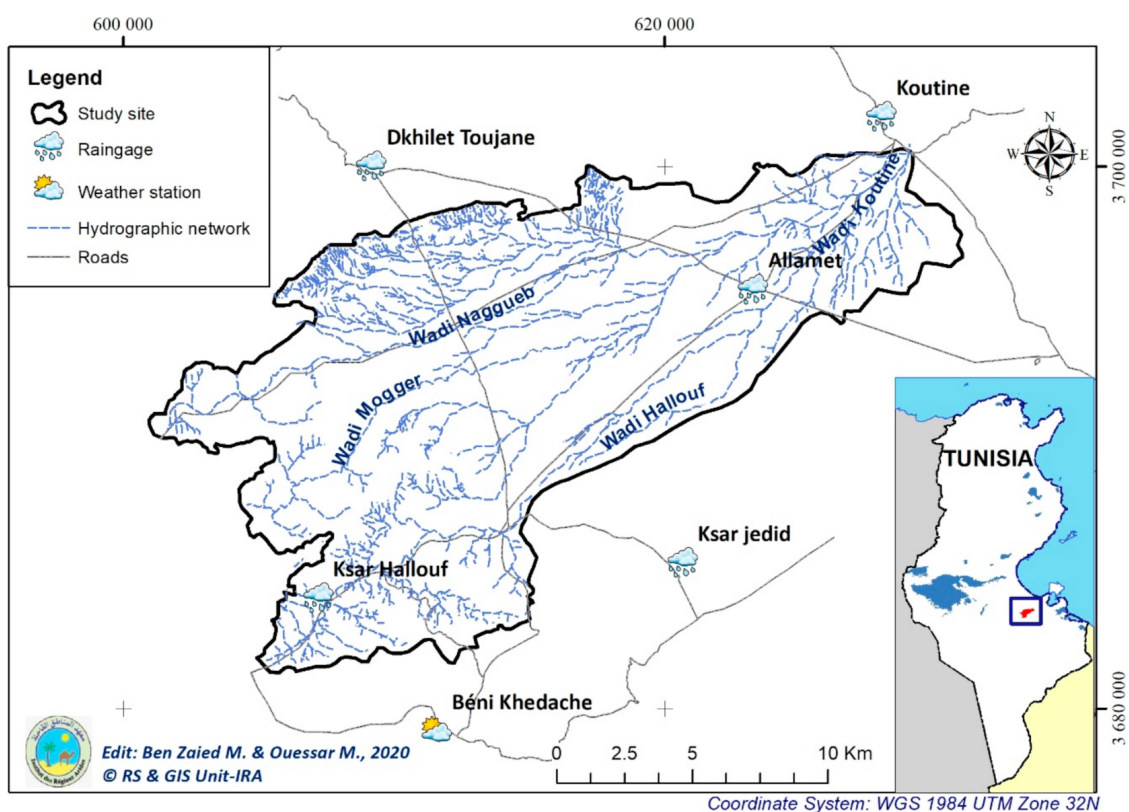 600 000
620 000
Legend
Study site
Raingage
Weather station
Hydrographic network
Roads
Koutine
Dkhilet Toujane
N
W
E
S
3 700 000
Wadi Koutine
Allamet
Wadi Naggueb
Wadi Mogger
Wadi Hallouf
TUNISIA
Ksar jedid
Ksar Hallouf
Béni Khedache
3 680 000
0
2.5
5
10 Km
Edit: Ben Zaied M. & Ouessar M., 2020
© RS & GIS Unit-IRA
Coordinate System: WGS 1984 UTM Zone 32N